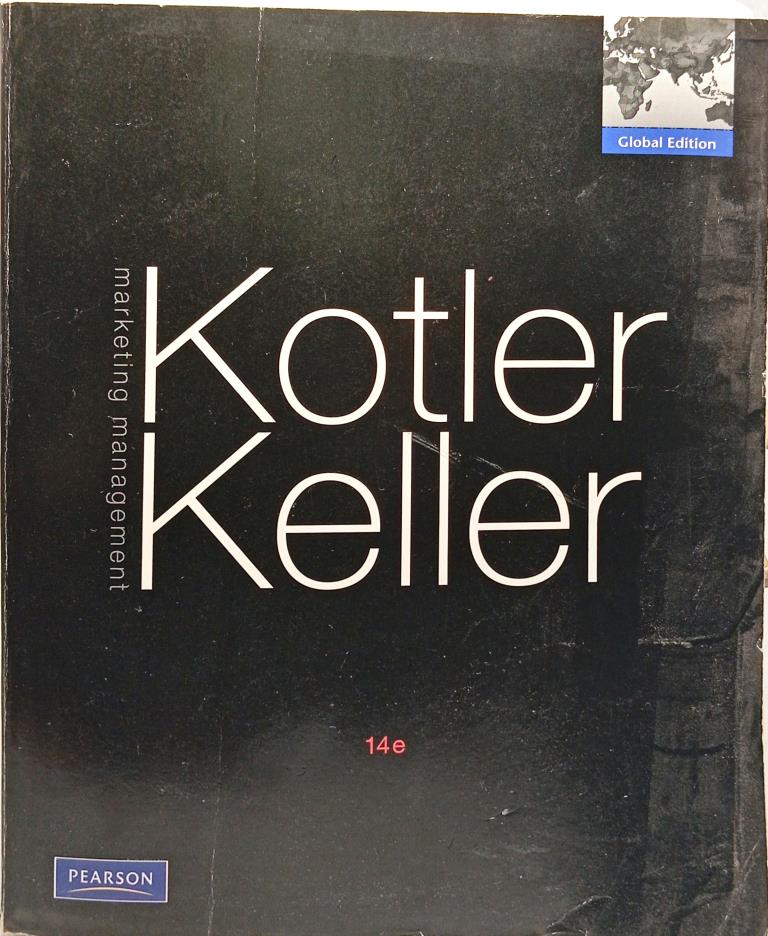 Global Edition
marketing management
Kotler
Keller
14e
PEARSON